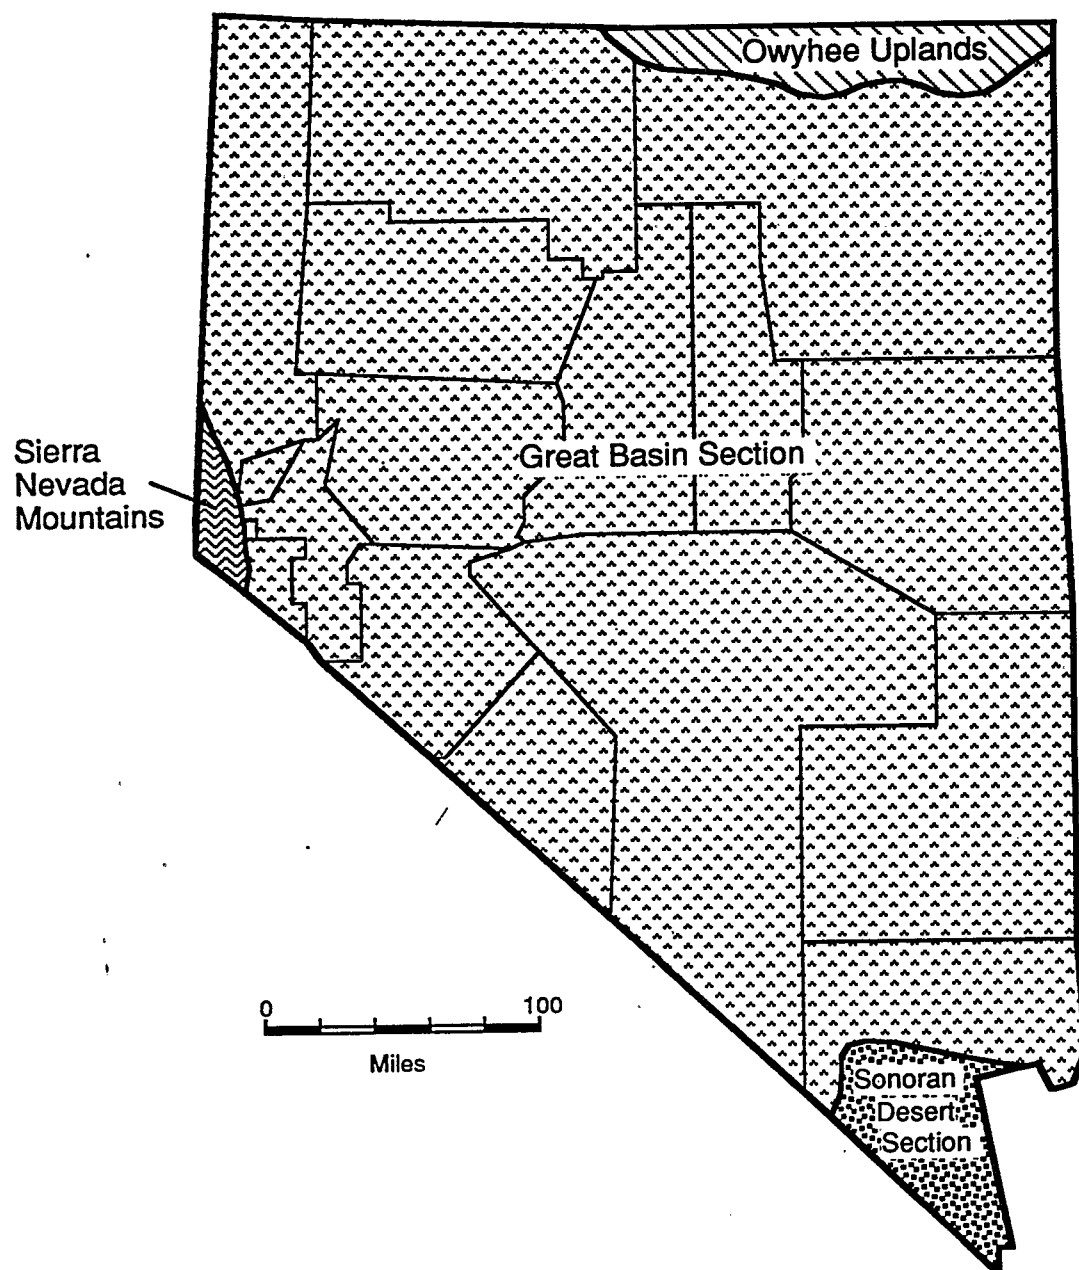 Owyhee Uplands
Great Basin Section
Sierra
Nevada
Mountains
0 100
Miles
Sonoran
Desert
Section